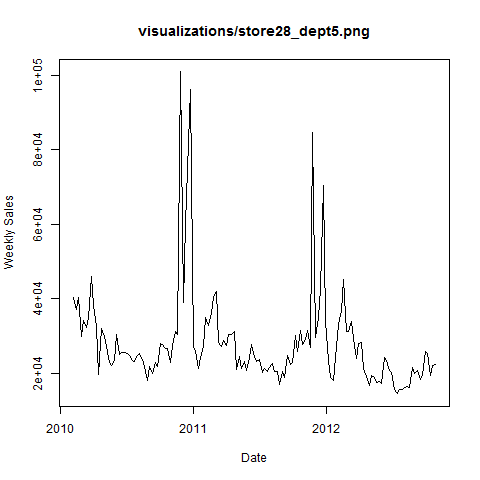 visualizations/store28_dept5.png
1e+05
8e+04
6e+04
4e+04
2e+04
Weekly Sales
2010
2011
2012
Date